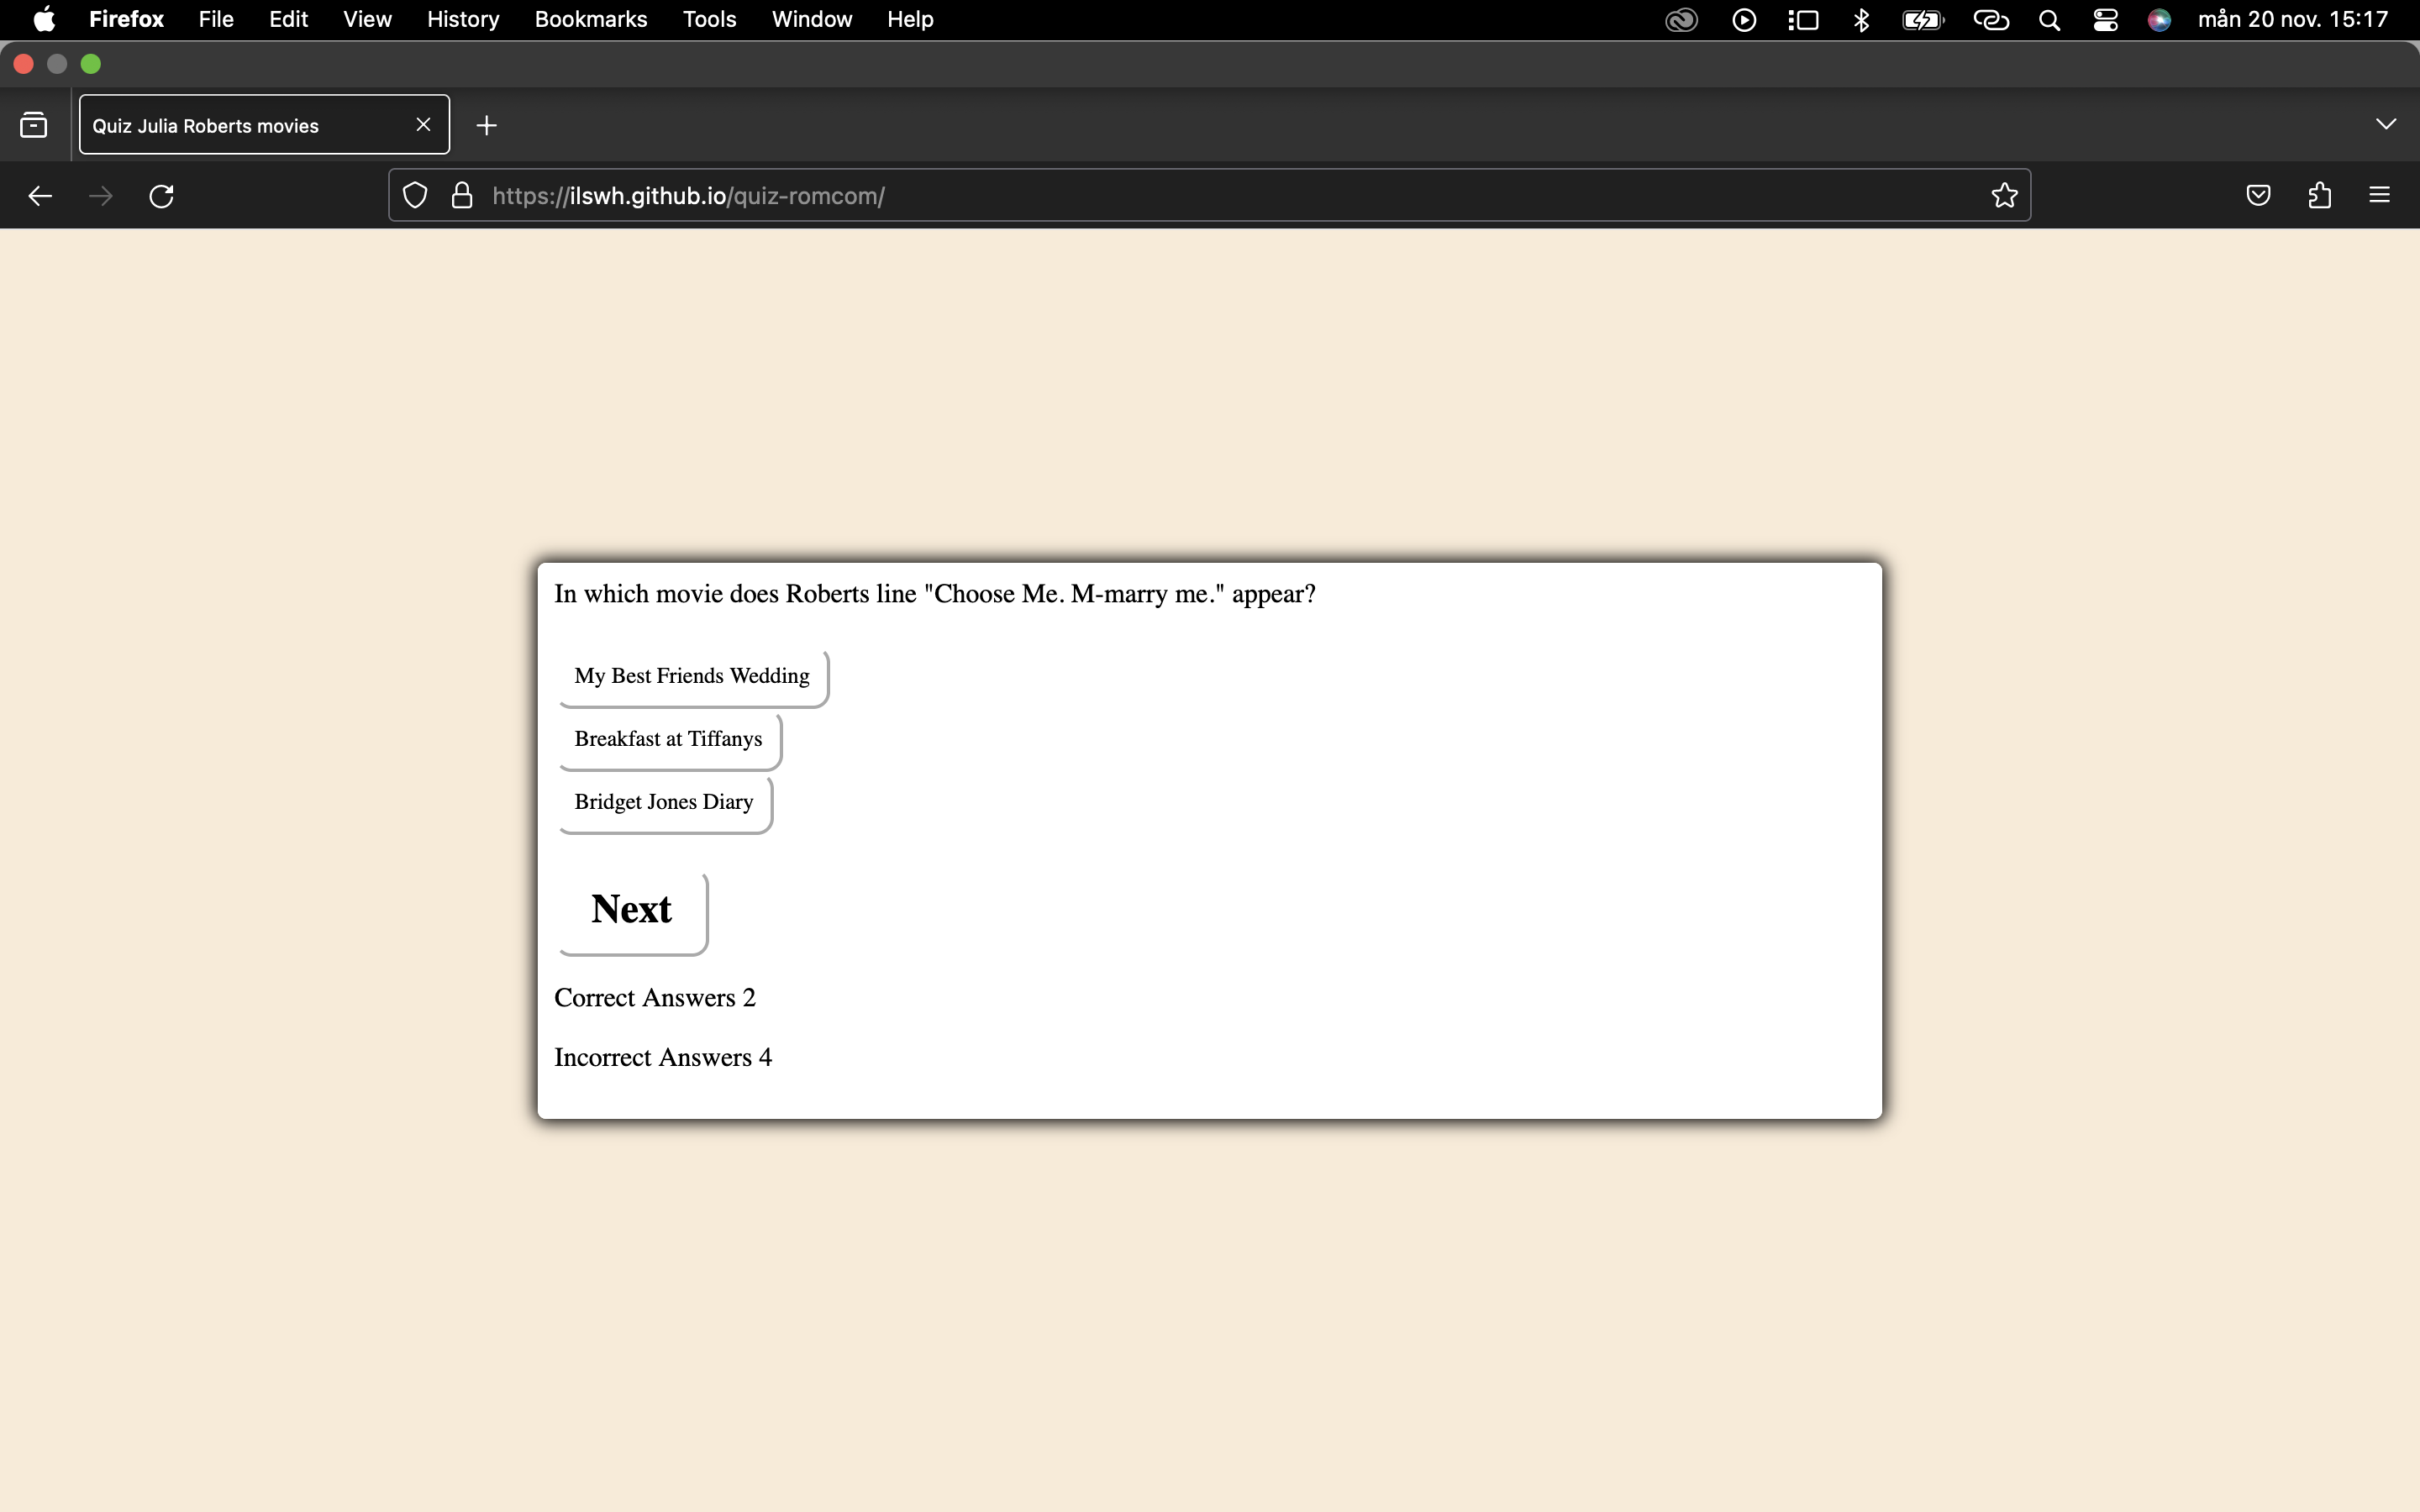 Firefox File Edit View History Bookmarks Tools Window Help mån 20 nov. 15:17
Quiz Julia Roberts movies
https://ilswh.github.io/quiz-romcom/
In which movie does Roberts line "Choose Me. M-marry me." appear?
My Best Friends Wedding
Breakfast at Tiffanys
Bridget Jones Diary
Next
Correct Answers 2
Incorrect Answers 4